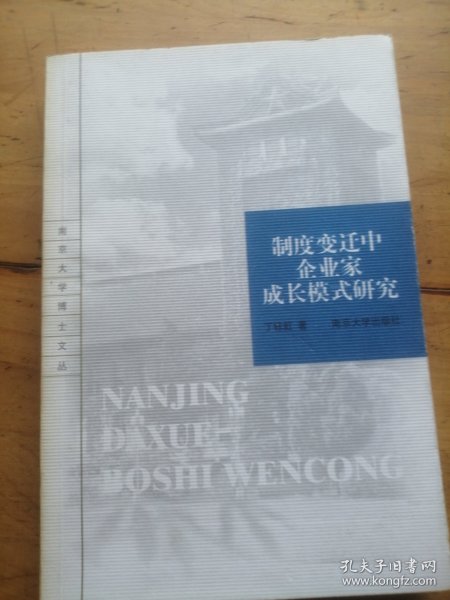 南京大学博士文丛
制度变迁中
企业家
成长模式研究
著 南京大学出版社
NANJING
DAXUE
BOSHI WENCONG
孔夫子旧书网
www.kongfz.com